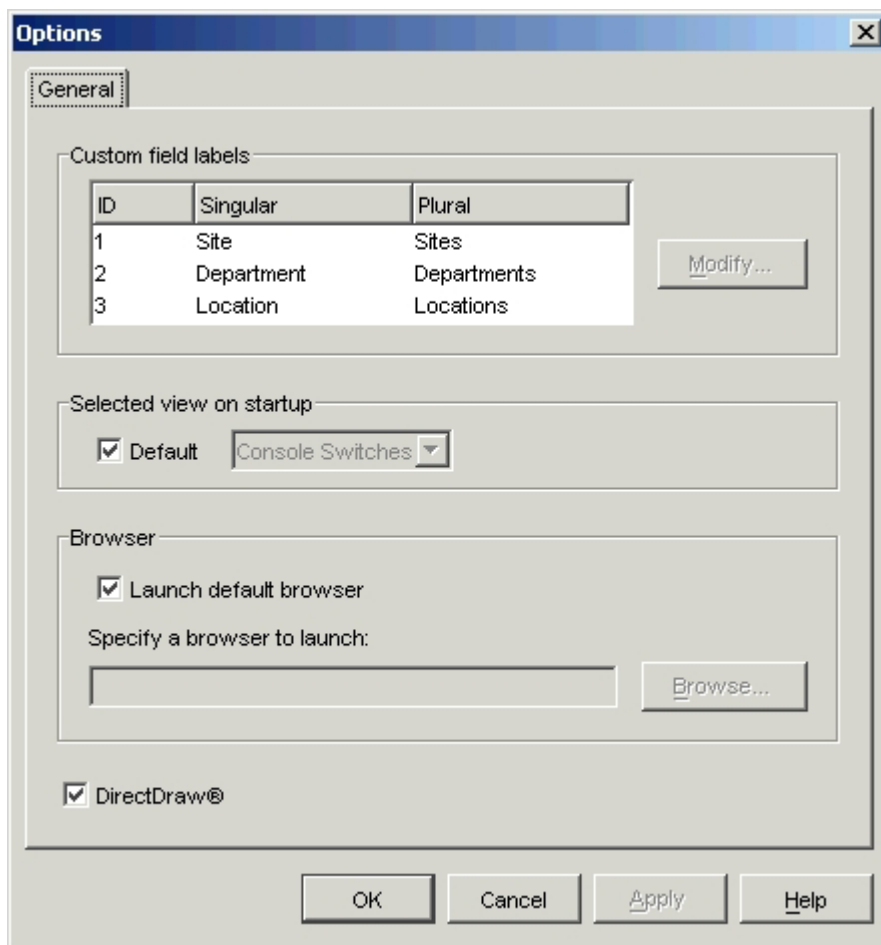 Options
General
Custom field labels
ID Singular Plural
1 Site Sites
2 Department Departments
3 Location Locations
Modify...
Selected view on startup
Default Console Switches
Browser
Launch default browser
Specify a browser to launch:
Browse...
DirectDraw®
OK Cancel Apply Help